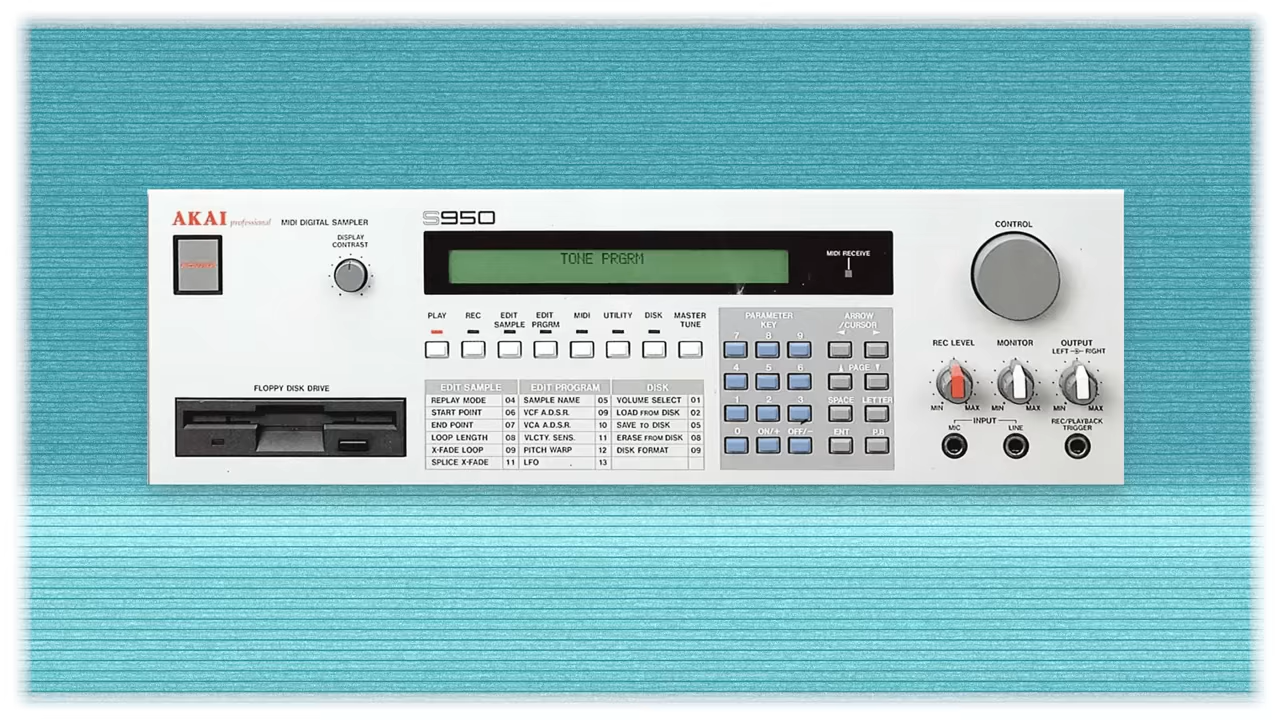 AKAI professional MIDI DIGITAL SAMPLER
S950
DISPLAY
CONTRAST
TONE PRGRM
MIDI RECEIVE
CONTROL
PLAY REC EDIT SAMPLE EDIT PRGRM MIDI UTILITY DISK MASTER TUNE
PARAMETER
KEY
ARROW
/CURSOR
7 8 9
4 5 6 PAGE
1 2 3 SPACE LETTER
0 ON/+ OFF/− ENT P.B
FLOPPY DISK DRIVE
EDIT SAMPLE EDIT PROGRAM DISK
REPLAY MODE 04 SAMPLE NAME 05 VOLUME SELECT 01
START POINT 06 VCF A.D.S.R. 09 LOAD FROM DISK 02
END POINT 07 VCA A.D.S.R. 10 SAVE TO DISK 05
LOOP LENGTH 08 VLCTY. SENS. 11 ERASE FROM DISK 08
X-FADE LOOP 09 PITCH WARP 12 DISK FORMAT 09
SPLICE X-FADE 11 LFO 13
REC LEVEL MONITOR OUTPUT
LEFT RIGHT
MIN MAX MIN MAX MIN MAX
INPUT
MIC LINE
REC/PLAYBACK
TRIGGER